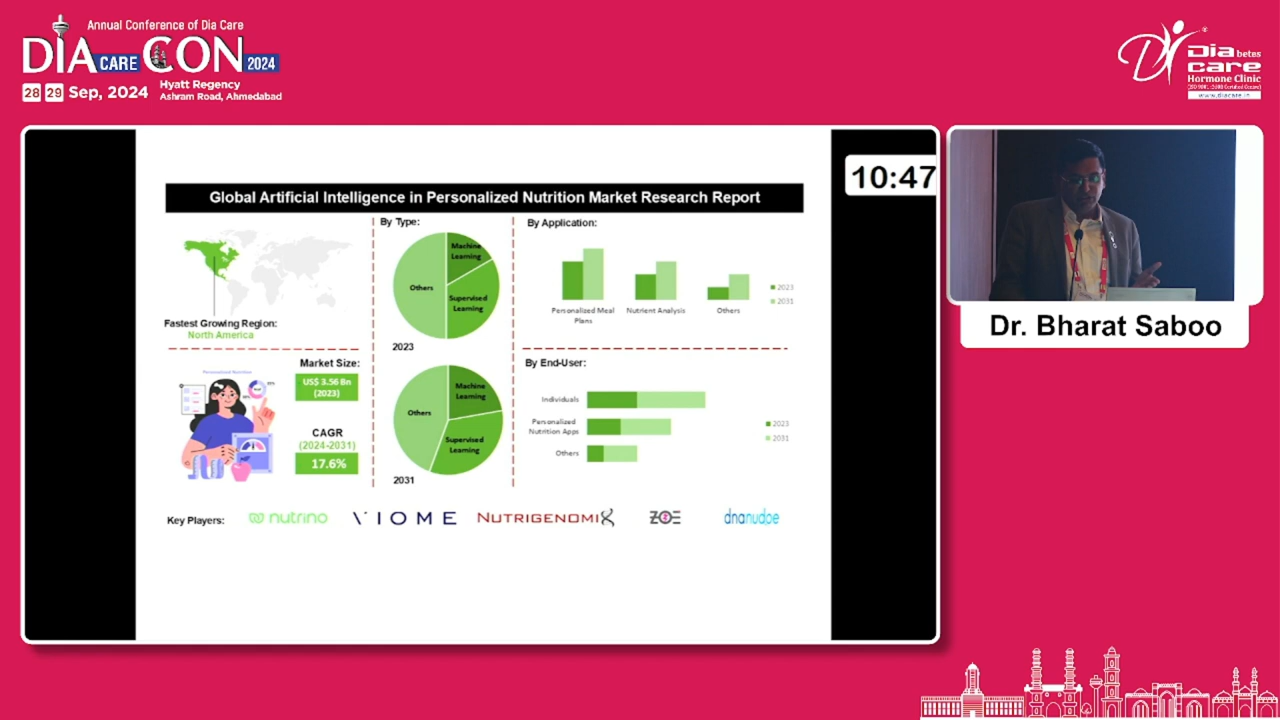 Annual Conference of Dia Care
DIA CARE CON 2024
28 29 Sep, 2024
Hyatt Regency
Ashram Road, Ahmedabad
Diabetes
care
Hormone Clinic
www.diacare.in
10:47
Dr. Bharat Saboo
Global Artificial Intelligence in Personalized Nutrition Market Research Report
Fastest Growing Region:
North America
Market Size:
Personalized Nutrition
US$ 3.56 Bn
(2023)
CAGR
(2024-2031)
17.6%
By Type:
Machine
Learning
Others
Supervised
Learning
2023
Machine
Learning
Others
Supervised
Learning
2031
By Application:
Personalized Meal
Plans
Nutrient Analysis
Others
2023
2031
By End-User:
Individuals
Personalized
Nutrition Apps
Others
2023
2031
Key Players:
nutrino
VIOME
NUTRIGENOMIX
ZOE
dnanudge